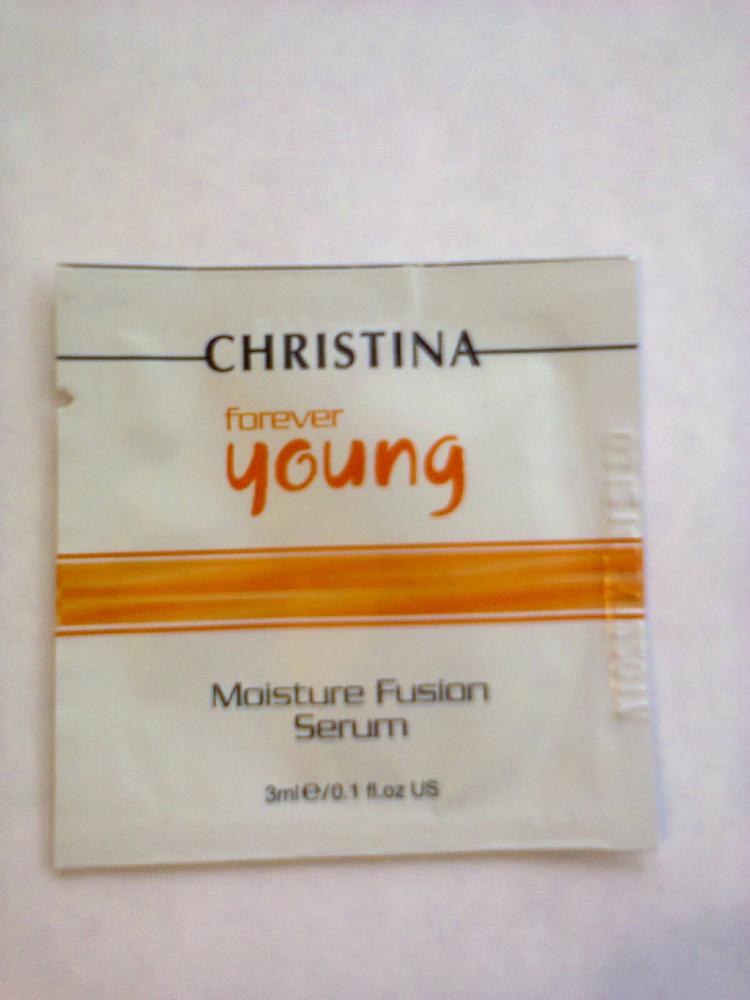 CHRISTINA
forever
young
Moisture Fusion
Serum
3ml℮/0.1 fl.oz US